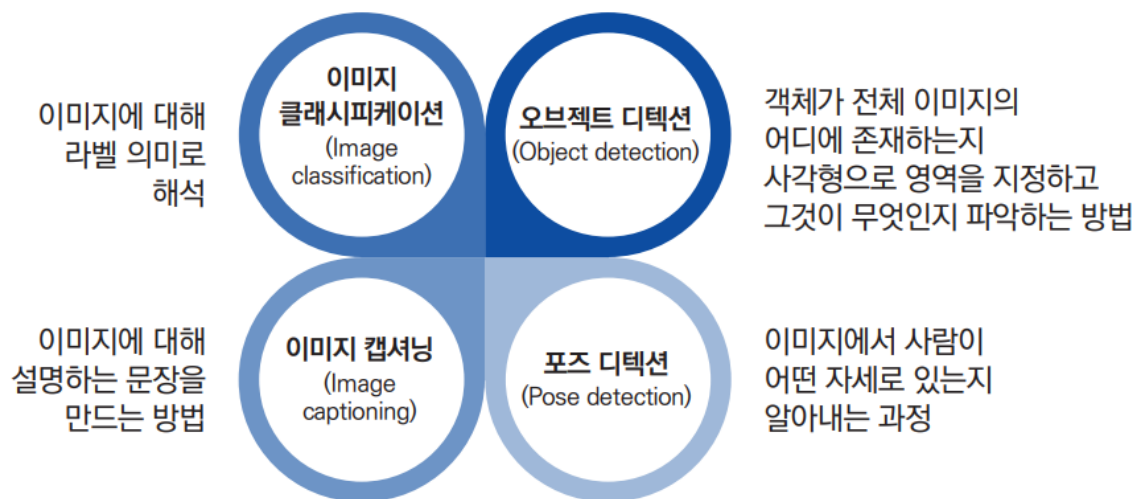 이미지에 대해
라벨 의미로
해석
이미지
클래시피케이션
(Image
classification)
오브젝트 디텍션
(Object detection)
객체가 전체 이미지의
어디에 존재하는지
사각형으로 영역을 지정하고
그것이 무엇인지 파악하는 방법
이미지에 대해
설명하는 문장을
만드는 방법
이미지 캡셔닝
(Image
captioning)
포즈 디텍션
(Pose detection)
이미지에서 사람이
어떤 자세로 있는지
알아내는 과정